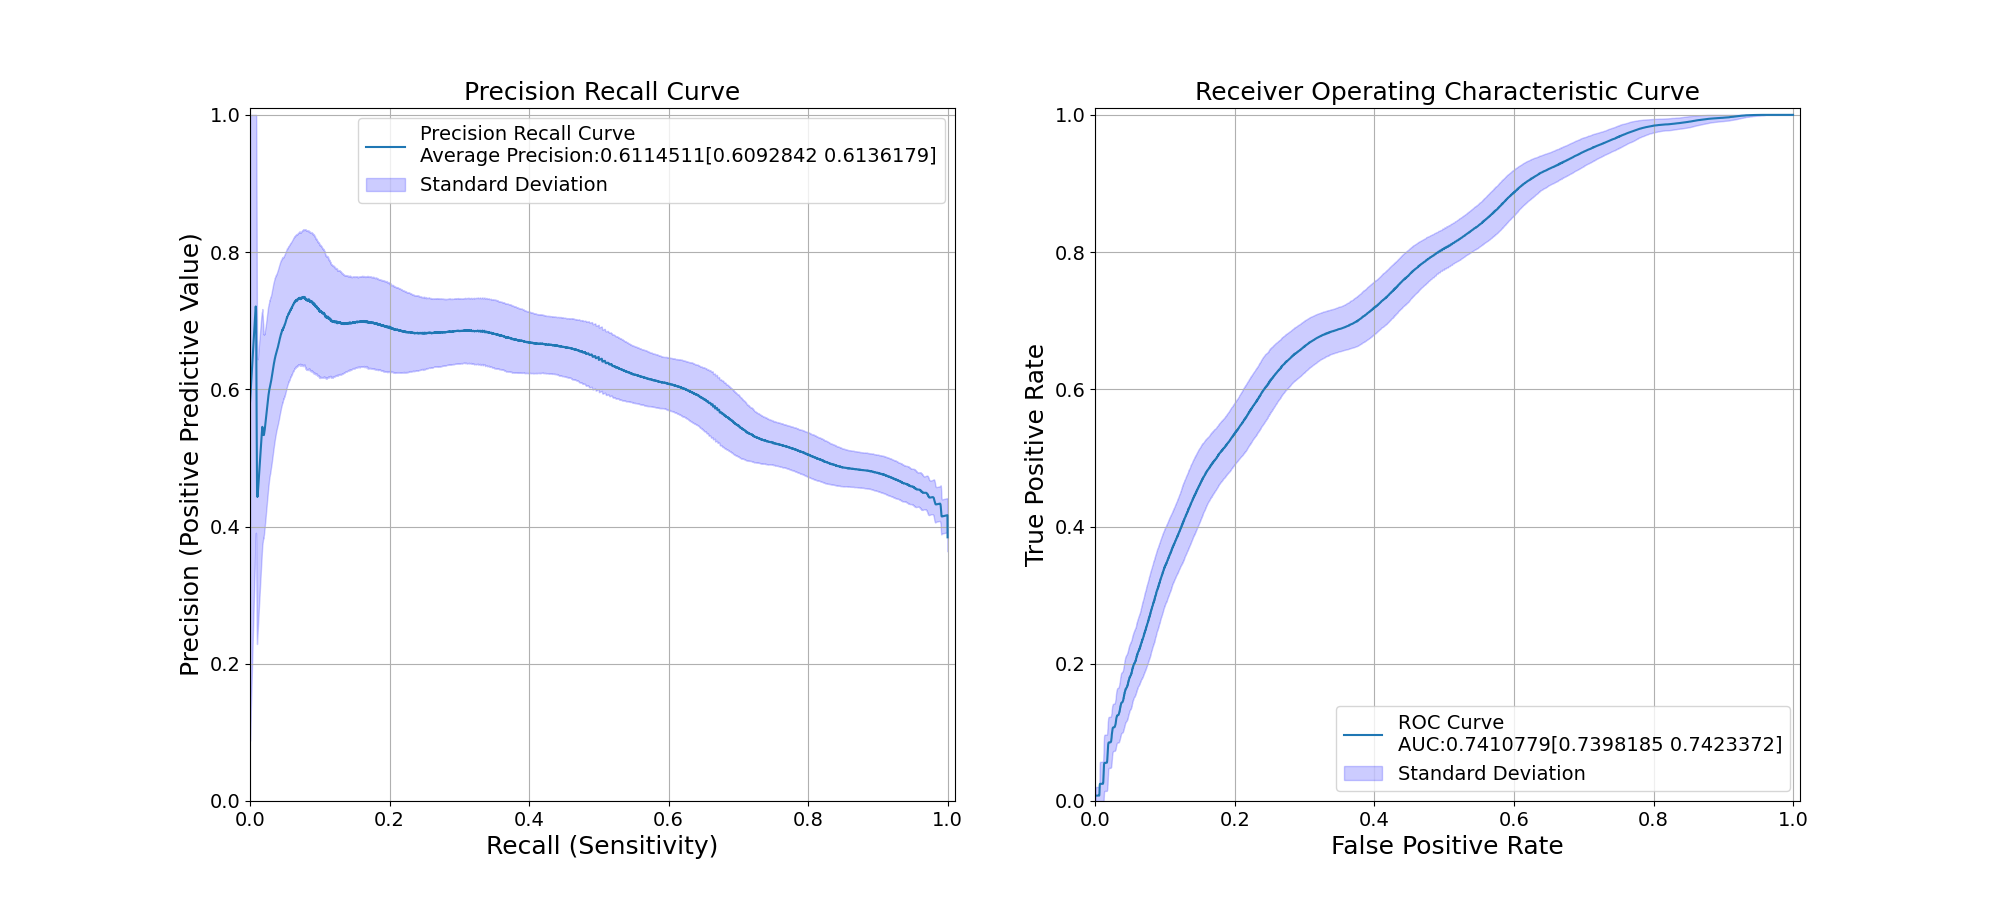 Precision Recall Curve
1.0
0.8
0.6
0.4
0.2
0.0
Precision (Positive Predictive Value)
Precision Recall Curve
Average Precision:0.6114511[0.6092842 0.6136179]
Standard Deviation
0.0 0.2 0.4 0.6 0.8 1.0
Recall (Sensitivity)
Receiver Operating Characteristic Curve
1.0
0.8
0.6
0.4
0.2
0.0
True Positive Rate
ROC Curve
AUC:0.7410779[0.7398185 0.7423372]
Standard Deviation
0.0 0.2 0.4 0.6 0.8 1.0
False Positive Rate